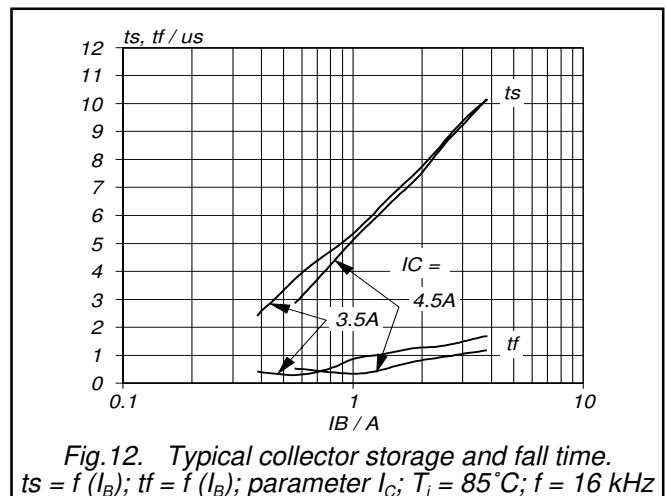 ts, tf / us
12
11
10
9
8
7
6
5
4
3
2
1
0
ts
IC =
4.5A
3.5A
tf
0.1
1
10
IB / A
Fig.12. Typical collector storage and fall time.
ts = f (IB); tf = f (IB); parameter IC; Tj = 85˚C; f = 16 kHz